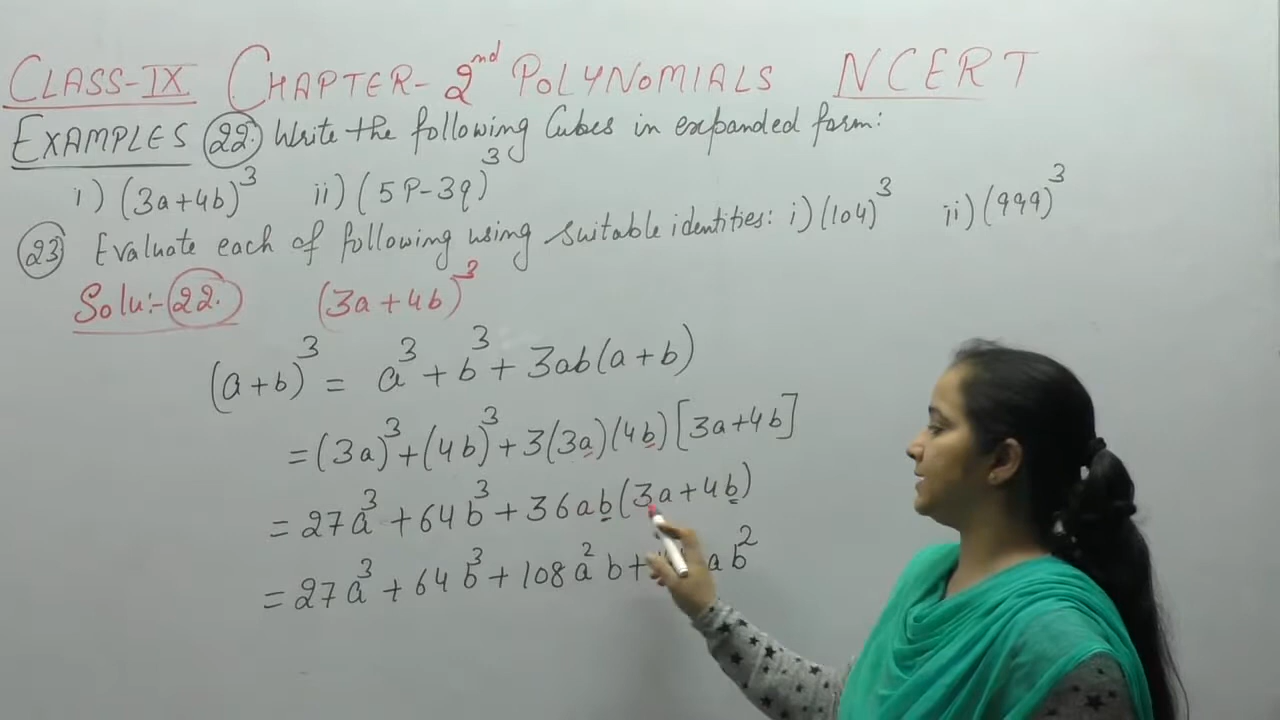 CLASS-IX CHAPTER-2nd POLYNOMIALS NCERT
EXAMPLES 22. Write the following Cubes in expanded form:
i) (3a+4b)³ ii) (5P-3q)³
23 Evaluate each of following using suitable identities: i) (104)³ ii) (999)³
Solu:- 22. (3a+4b)³
(a+b)³ = a³+b³+3ab(a+b)
=(3a)³+(4b)³+3(3a)(4b)[3a+4b]
=27a³+64b³+36ab(3a+4b)
=27a³+64b³+108a²b+ ab²